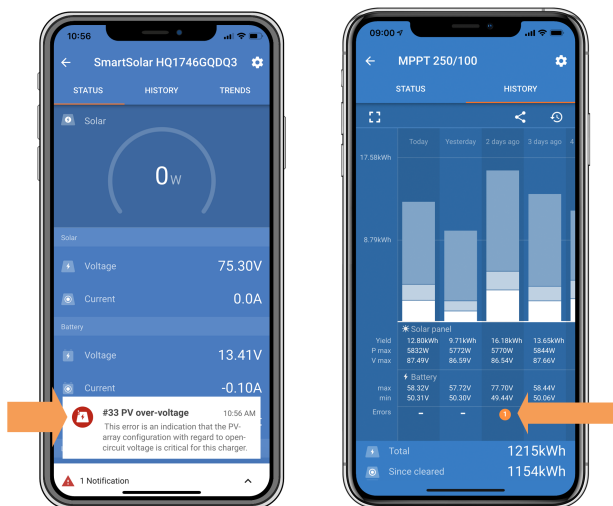 10:56
SmartSolar HQ1746GQDQ3
STATUS HISTORY TRENDS
Solar
0W
Solar
Voltage 75.30V
Current 0.0A
Battery
Voltage 13.41V
Current -0.10A
#33 PV over-voltage 10:56 AM
This error is an indication that the PV-
array configuration with regard to open-
circuit voltage is critical for this charger.
1 Notification
09:00
MPPT 250/100
STATUS HISTORY
Today Yesterday 2 days ago 3 days ago 4
17.58kWh
8.79kWh
Solar panel
Yield 12.80kWh 9.71kWh 16.18kWh 13.65kWh
P max 5832W 5772W 5770W 5844W
V max 87.49V 86.59V 86.54V 87.66V
Battery
max 58.32V 57.72V 77.70V 58.44V
min 50.31V 50.30V 49.44V 50.06V
Errors – – 1
Total 1215kWh
Since cleared 1154kWh